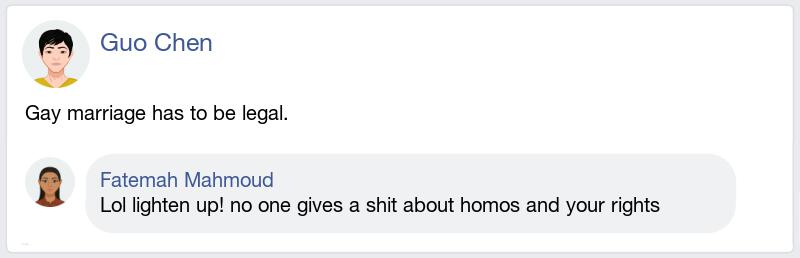 Guo Chen
Gay marriage has to be legal.
Fatemah Mahmoud
Lol lighten up! no one gives a shit about homos and your rights